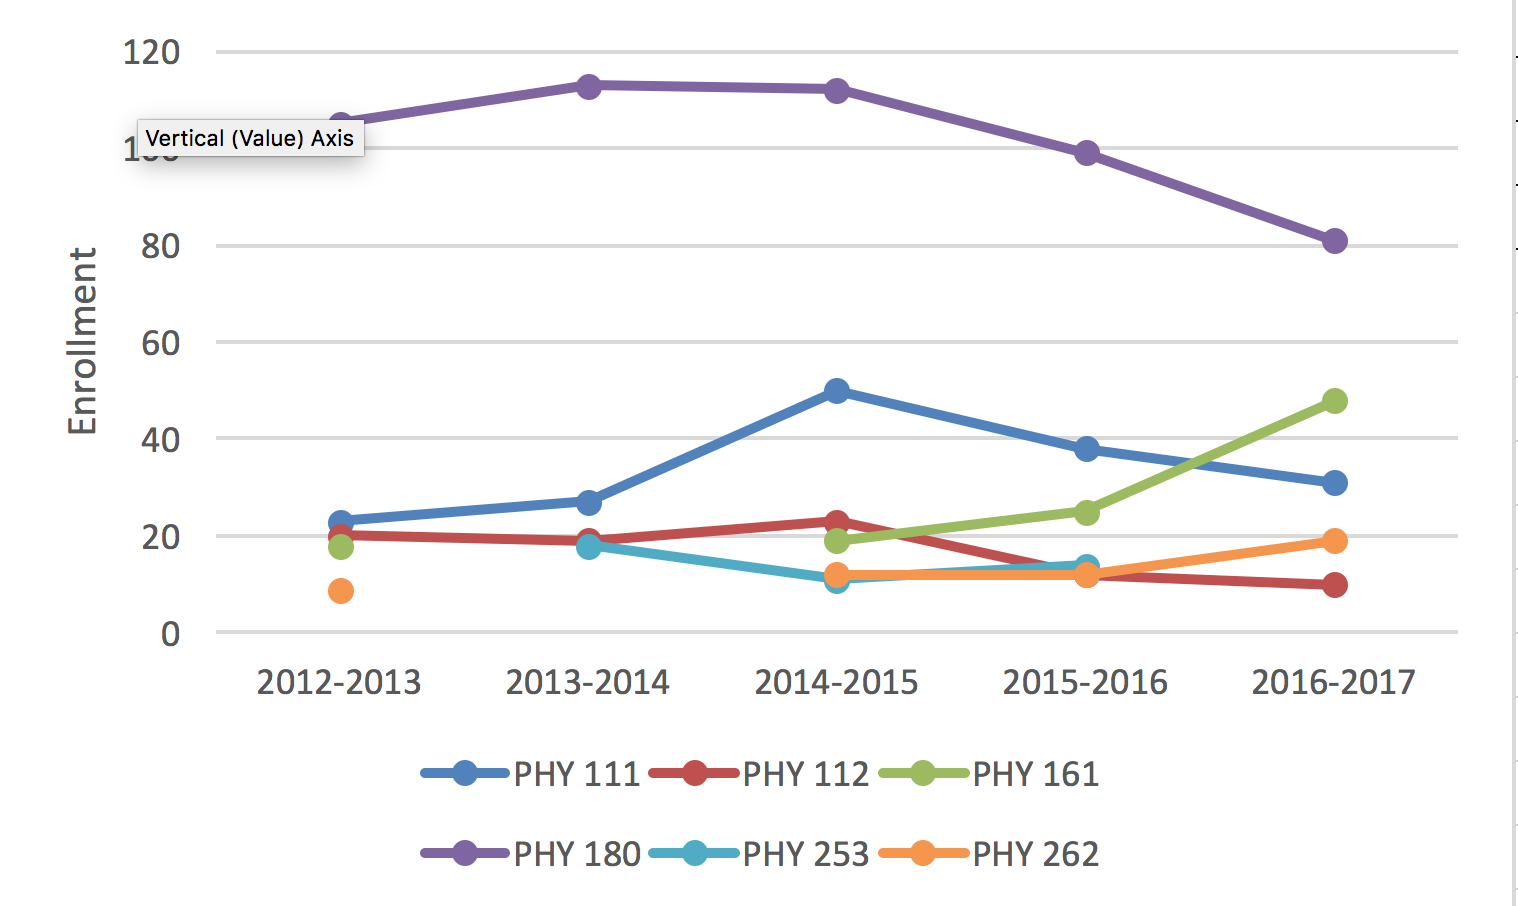 120
Vertical (Value) Axis
80
60
40
20
0
Enrollment
2012-2013 2013-2014 2014-2015 2015-2016 2016-2017
PHY 111 PHY 112 PHY 161
PHY 180 PHY 253 PHY 262